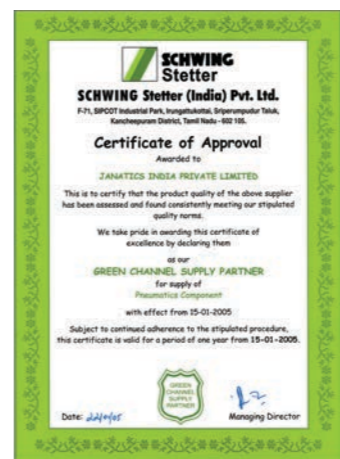 SCHWING
Stetter
SCHWING Stetter (India) Pvt. Ltd.
F-71, SIPCOT Industrial Park, Irungattukottai, Sriperumpudur Taluk,
Kancheepuram District, Tamil Nadu - 602 105.
Certificate of Approval
Awarded to
JANATICS INDIA PRIVATE LIMITED
This is to certify that the product quality of the above supplier
has been assessed and found consistently meeting our stipulated
quality norms.
We take pride in awarding this certificate of
excellence by declaring them
as our
GREEN CHANNEL SUPPLY PARTNER
for supply of
Pneumatics Component
with effect from 15-01-2005
Subject to continued adherence to the stipulated procedure,
this certificate is valid for a period of one year from 15-01-2005.
GREEN
CHANNEL
SUPPLY
PARTNER
Date:
Managing Director